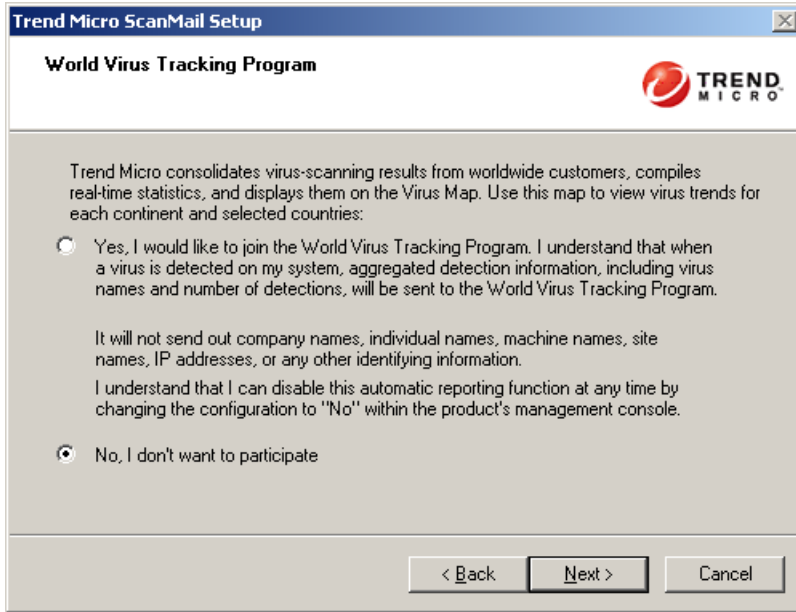 Trend Micro ScanMail Setup
World Virus Tracking Program
TREND
MICRO
Trend Micro consolidates virus-scanning results from worldwide customers, compiles
real-time statistics, and displays them on the Virus Map. Use this map to view virus trends for
each continent and selected countries:
Yes, I would like to join the World Virus Tracking Program. I understand that when
a virus is detected on my system, aggregated detection information, including virus
names and number of detections, will be sent to the World Virus Tracking Program.
It will not send out company names, individual names, machine names, site
names, IP addresses, or any other identifying information.
I understand that I can disable this automatic reporting function at any time by
changing the configuration to "No" within the product's management console.
No, I don't want to participate
< Back Next > Cancel